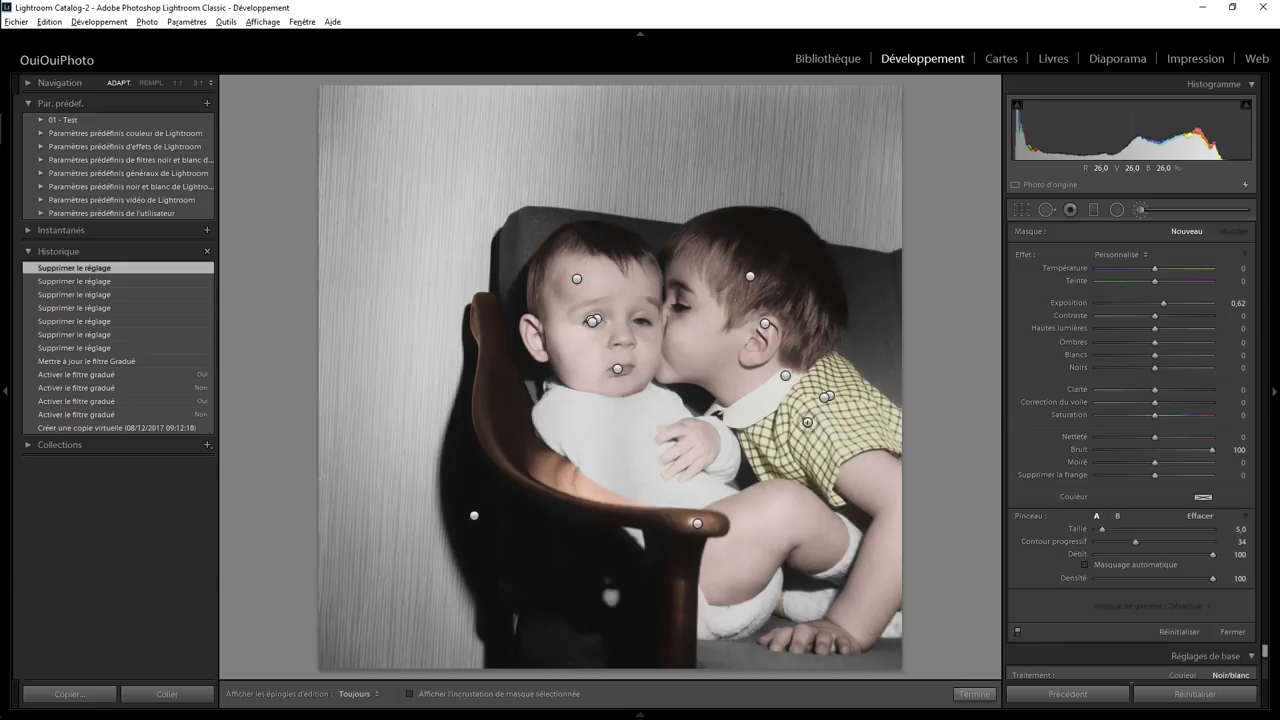 Lightroom Catalog-2 - Adobe Photoshop Lightroom Classic - Développement
Fichier Edition Développement Photo Paramètres Outils Affichage Fenêtre Aide
OuiOuiPhoto
Bibliothèque Développement Cartes Livres Diaporama Impression Web
Navigation ADAPT. REMPL. 1:1 3:1
Par. prédef.
01 - Test
Paramètres prédéfinis couleur de Lightroom
Paramètres prédéfinis d'effets de Lightroom
Paramètres prédéfinis de filtres noir et blanc d...
Paramètres prédéfinis généraux de Lightroom
Paramètres prédéfinis noir et blanc de Lightro...
Paramètres prédéfinis vidéo de Lightroom
Paramètres prédéfinis de l'utilisateur
Instantanés
Historique
Supprimer le réglage
Supprimer le réglage
Supprimer le réglage
Supprimer le réglage
Supprimer le réglage
Supprimer le réglage
Supprimer le réglage
Mettre à jour le filtre Gradué
Activer le filtre gradué Oui
Activer le filtre gradué Non
Activer le filtre gradué Oui
Activer le filtre gradué Non
Créer une copie virtuelle (08/12/2017 09:12:18)
Collections
Copier... Coller
Afficher les épingles d'édition : Toujours Afficher l'incrustation de masque sélectionnée Terminé
Histogramme
R 26,0 V 26,0 B 26,0 %
Photo d'origine
Masque : Nouveau
Effet : Personnalisé
Température 0
Teinte 0
Exposition 0,62
Contraste 0
Hautes lumières 0
Ombres 0
Blancs 0
Noirs 0
Clarté 0
Correction du voile 0
Saturation 0
Netteté 0
Bruit 100
Moiré 0
Supprimer la frange 0
Couleur
Pinceau : A B Effacer
Taille 5,0
Contour progressif 34
Débit 100
Masquage automatique
Densité 100
Masque de gamme : Désactivé
Réinitialiser Fermer
Réglages de base
Traitement : Couleur Noir/blanc
Précédent Réinitialiser